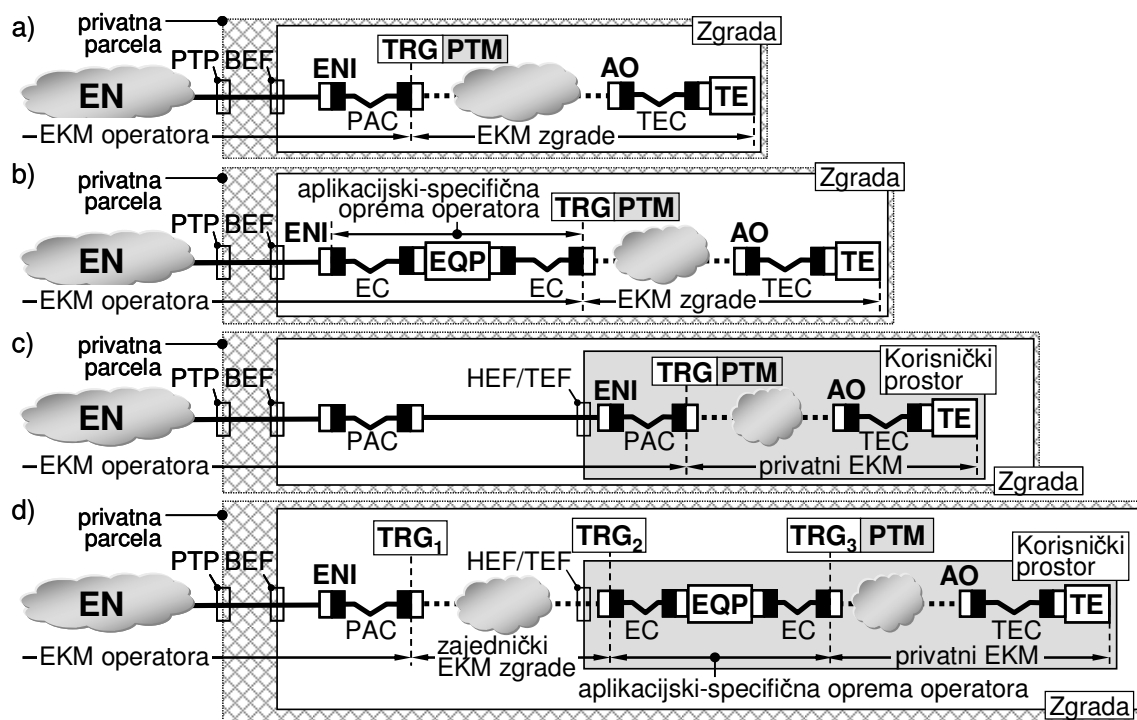 a)
privatna
parcela
Zgrada
PTP BEF
ENI
TRG PTM
AO
EN
TE
PAC
TEC
EKM operatora
EKM zgrade
b)
privatna
parcela
aplikacijski-specifična
oprema operatora
Zgrada
PTP BEF
ENI
TRG PTM
AO
EN
EQP
TE
EC
EC
TEC
EKM operatora
EKM zgrade
c)
privatna
parcela
Korisnički
prostor
PTP BEF
HEF/TEF
ENI
TRG PTM
AO
EN
TE
PAC
PAC
TEC
EKM operatora
privatni EKM
Zgrada
d)
privatna
parcela
TRG1
TRG2
TRG3 PTM
Korisnički
prostor
PTP BEF
ENI
HEF/TEF
AO
EN
EQP
TE
PAC
EC
EC
TEC
EKM operatora
zajednički
EKM zgrade
privatni EKM
aplikacijski-specifična oprema operatora
Zgrada